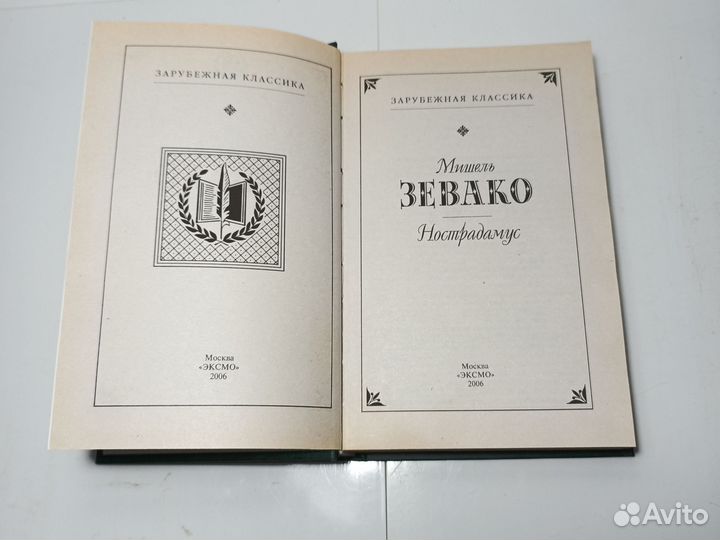 ЗАРУБЕЖНАЯ КЛАССИКА
Москва
«ЭКСМО»
2006
ЗАРУБЕЖНАЯ КЛАССИКА
Мишель
ЗЕВАКО
Нострадамус
Москва
«ЭКСМО»
2006
Avito